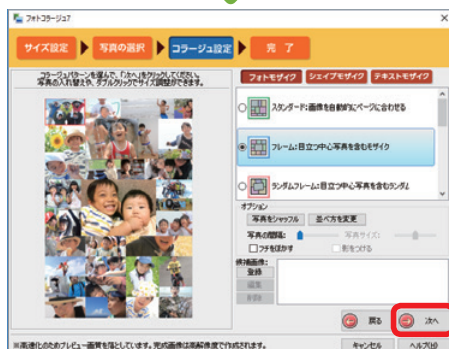 フォトコラージュ7
サイズ設定
写真の選択
コラージュ設定
完 了
コラージュパターンを選んで、「次へ」をクリックしてください。
写真の入れ替えや、ダブルクリックでサイズ調整ができます。
フォトモザイク
シェイプモザイク
テキストモザイク
スタンダード:画像を自動的にページに合わせる
フレーム:目立つ中心写真を含むモザイク
ランダムフレーム:目立つ中心写真を含むランダム
オプション
写真をシャッフル
並べ方を変更
写真の間隔:
写真サイズ:
フチをぼかす
影をつける
候補画像:
登録
編集
削除
戻る
次へ
※高速化のためプレビュー画質を落としています。完成画像は高解像度で作成されます。
キャンセル
ヘルプ(H)